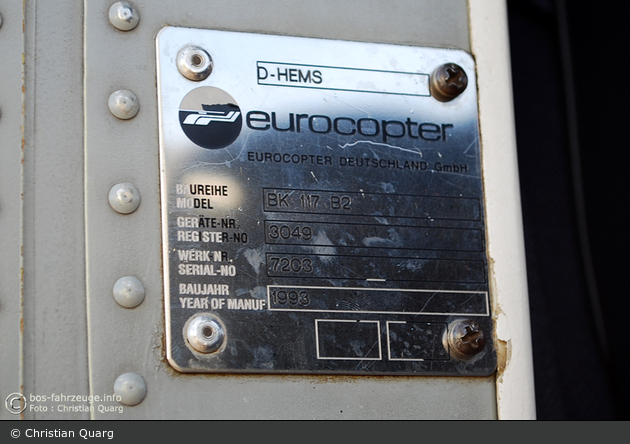 D-HEMS
eurocopter
EUROCOPTER DEUTSCHLAND GmbH
BAUREIHE
MODEL
BK 117 B2
GERÄTE-NR.
REGISTER-NO
3049
WERK-NR.
SERIAL-NO
7203
BAUJAHR
YEAR OF MANUF
1993
© bos-fahrzeuge.info
Foto : Christian Quarg
© Christian Quarg